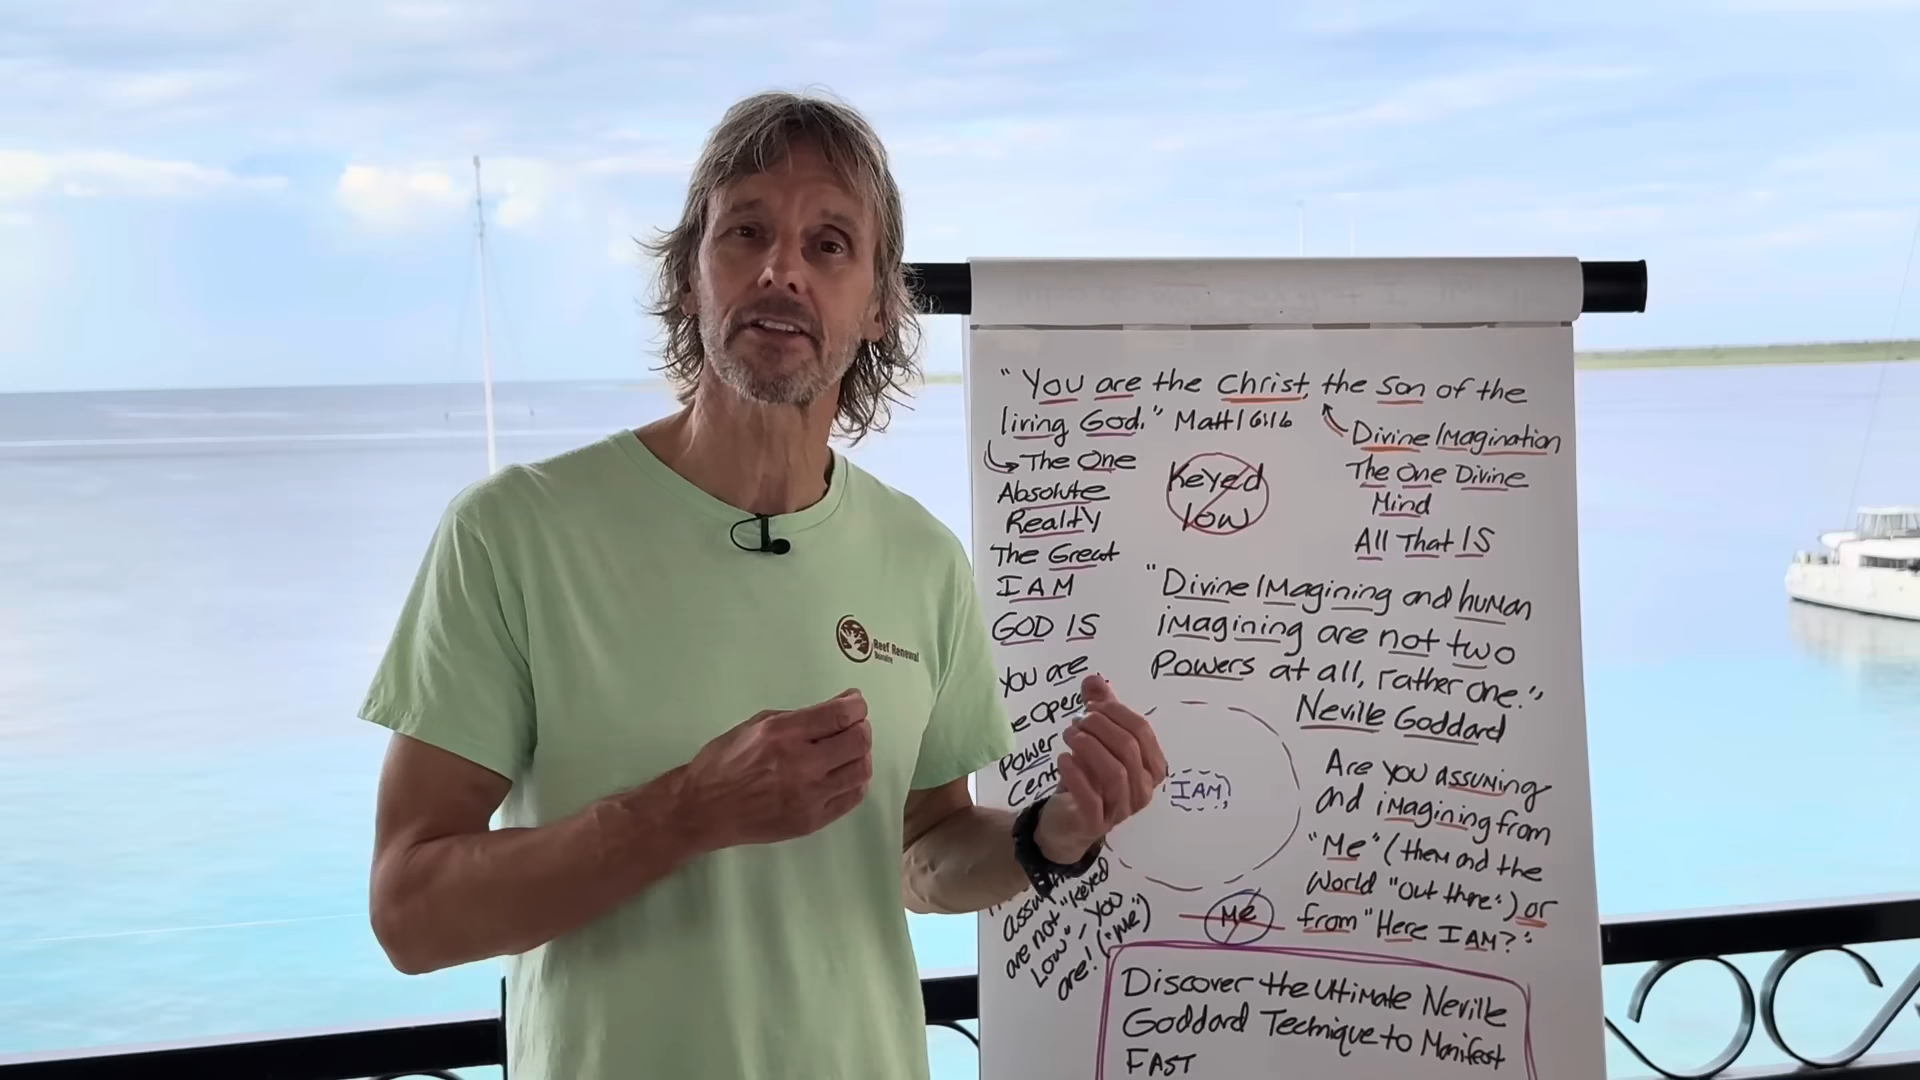 "You are the Christ, the Son of the
living God." Matt 16:16
Divine Imagination
The One Divine
Mind
All That IS
The One
Absolute
Realty
The Great
I AM
GOD IS
Keyed
low
"Divine Imagining and human
imagining are not two
Powers at all, rather one."
Neville Goddard
You are
Power
I AM
Are you assuming
and imagining from
"Me" (them and the
World "out there") or
from "Here I AM?"
Me
are not "Keyed
Low", you
are! ("Me")
Discover the Ultimate Neville
Goddard Technique to Manifest
FAST
Reef Renewal
Bonaire